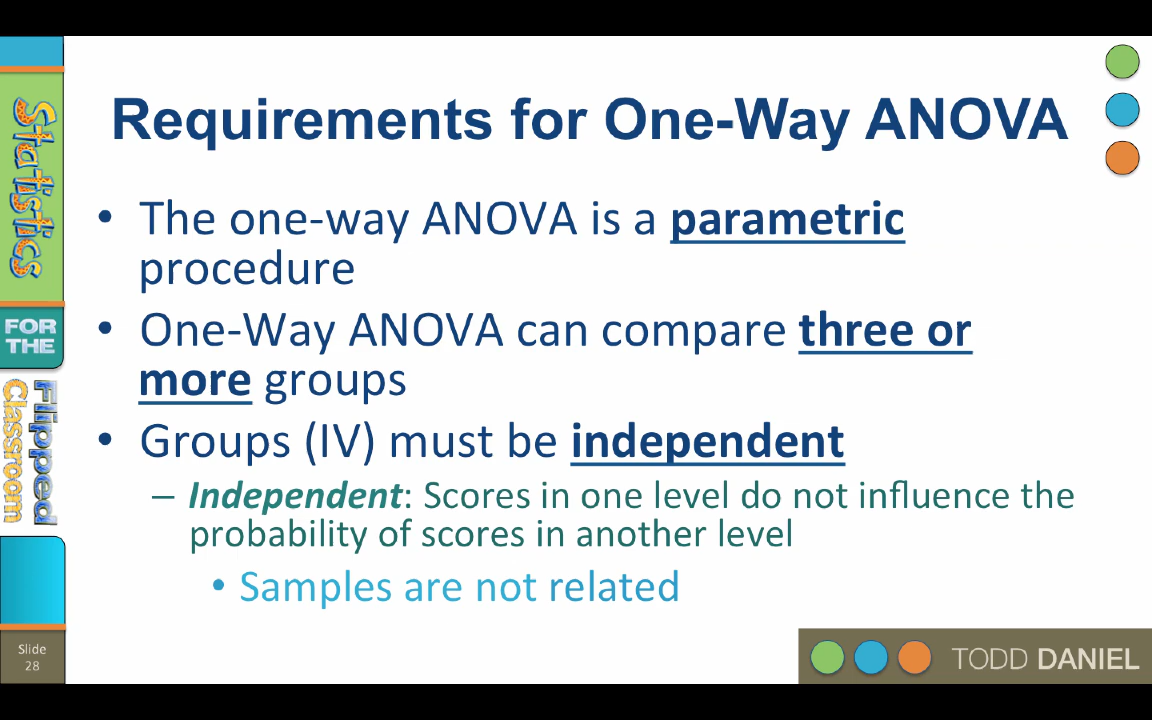 Requirements for One-Way ANOVA
• The one-way ANOVA is a parametric
procedure
• One-Way ANOVA can compare three or
more groups
• Groups (IV) must be independent
– Independent: Scores in one level do not influence the
probability of scores in another level
• Samples are not related
Statistics
FOR
THE
Flipped
Classroom
Slide
28
TODD DANIEL